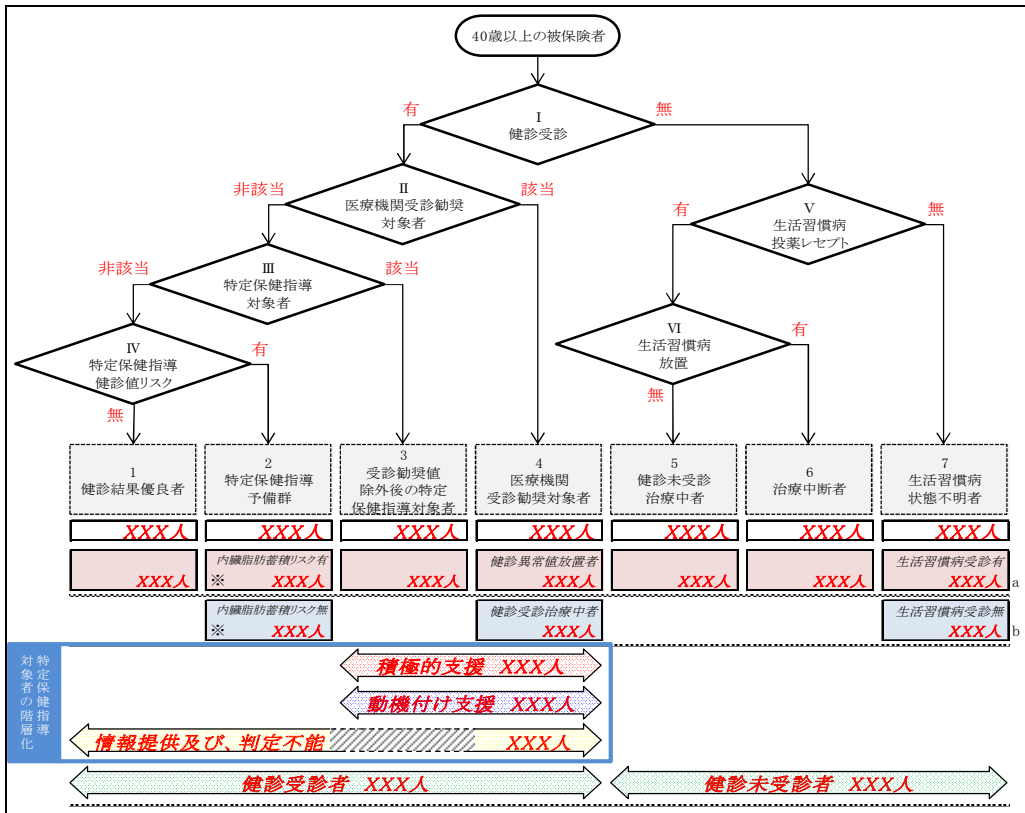 40歳以上の被保険者
有
Ⅰ
健診受診
無
非該当
Ⅱ
医療機関受診勧奨
対象者
該当
有
Ⅴ
生活習慣病
投薬レセプト
無
非該当
Ⅲ
特定保健指導
対象者
該当
Ⅳ
特定保健指導
健診値リスク
有
無
Ⅵ
生活習慣病
放置
有
無
1
健診結果優良者
2
特定保健指導
予備群
3
受診勧奨値
除外後の特定
保健指導対象者
4
医療機関
受診勧奨対象者
5
健診未受診
治療中者
6
治療中断者
7
生活習慣病
状態不明者
XXX人
XXX人
XXX人
XXX人
XXX人
XXX人
XXX人
XXX人
内臓脂肪蓄積リスク有
※ XXX人
XXX人
健診異常値放置者
XXX人
XXX人
XXX人
生活習慣病受診有
XXX人
a
内臓脂肪蓄積リスク無
※ XXX人
健診受診治療中者
XXX人
生活習慣病受診無
XXX人
b
特定保健指導
対象者の階層化
積極的支援 XXX人
動機付け支援 XXX人
情報提供及び、判定不能 XXX人
健診受診者 XXX人
健診未受診者 XXX人